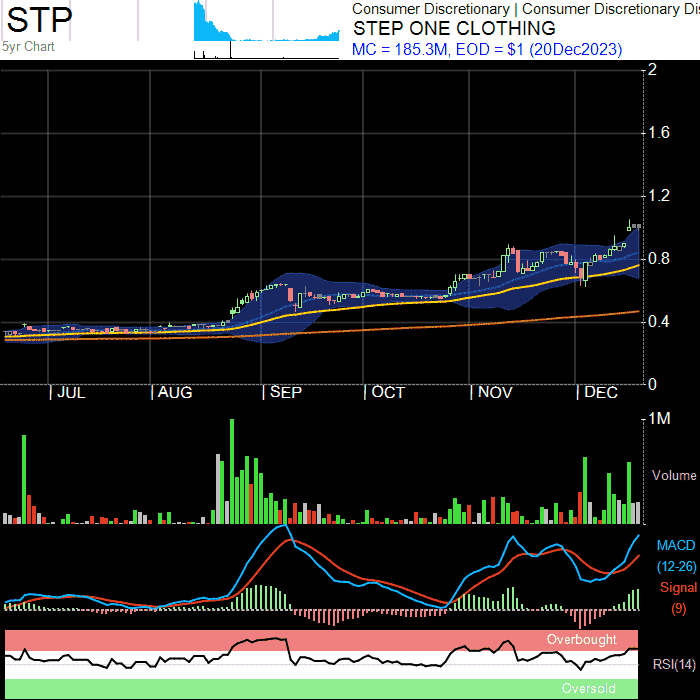 STP
5yr Chart
Consumer Discretionary | Consumer Discretionary Dis
STEP ONE CLOTHING
MC = 185.3M, EOD = $1 (20Dec2023)
2
1.6
1.2
0.8
0.4
0
JUL AUG SEP OCT NOV DEC
1M
Volume
MACD
(12-26)
Signal
(9)
Overbought
RSI(14)
Oversold